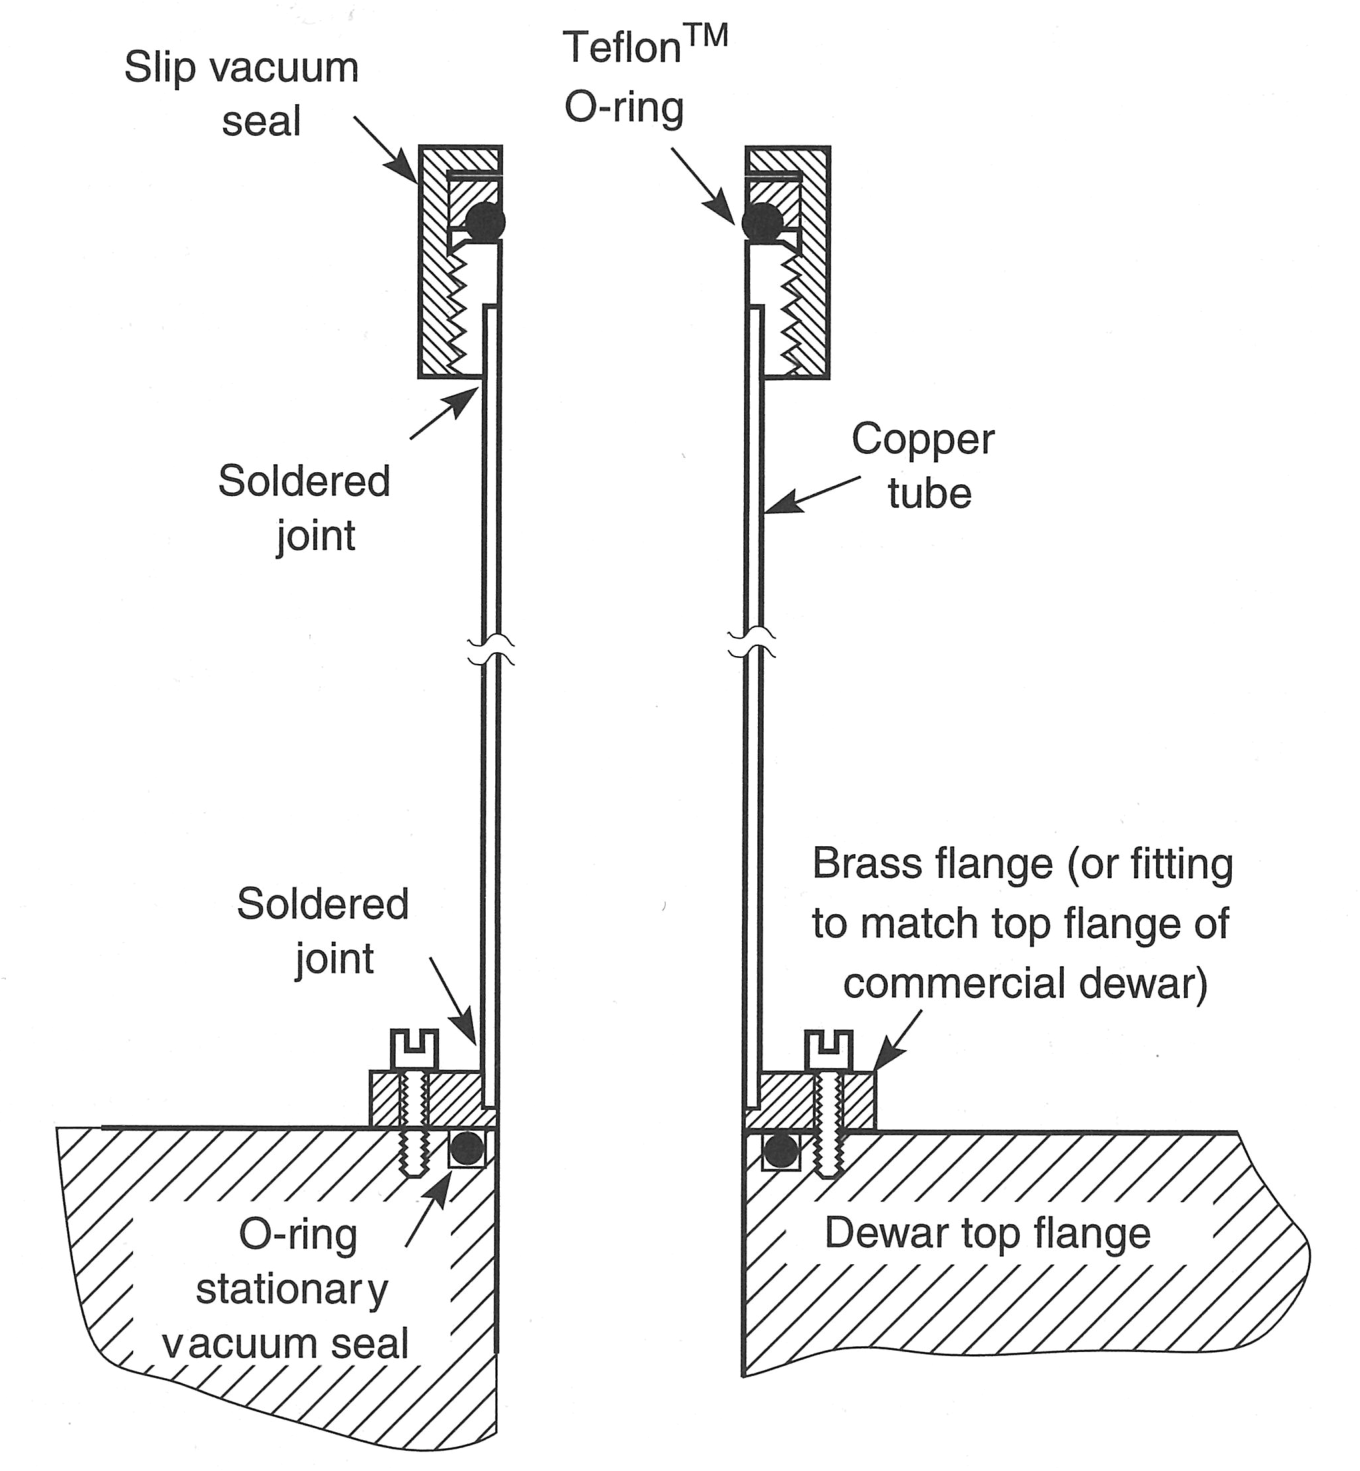 Slip vacuum
seal
Teflon™
O-ring
Soldered
joint
Copper
tube
Soldered
joint
Brass flange (or fitting
to match top flange of
commercial dewar)
O-ring
stationary
vacuum seal
Dewar top flange